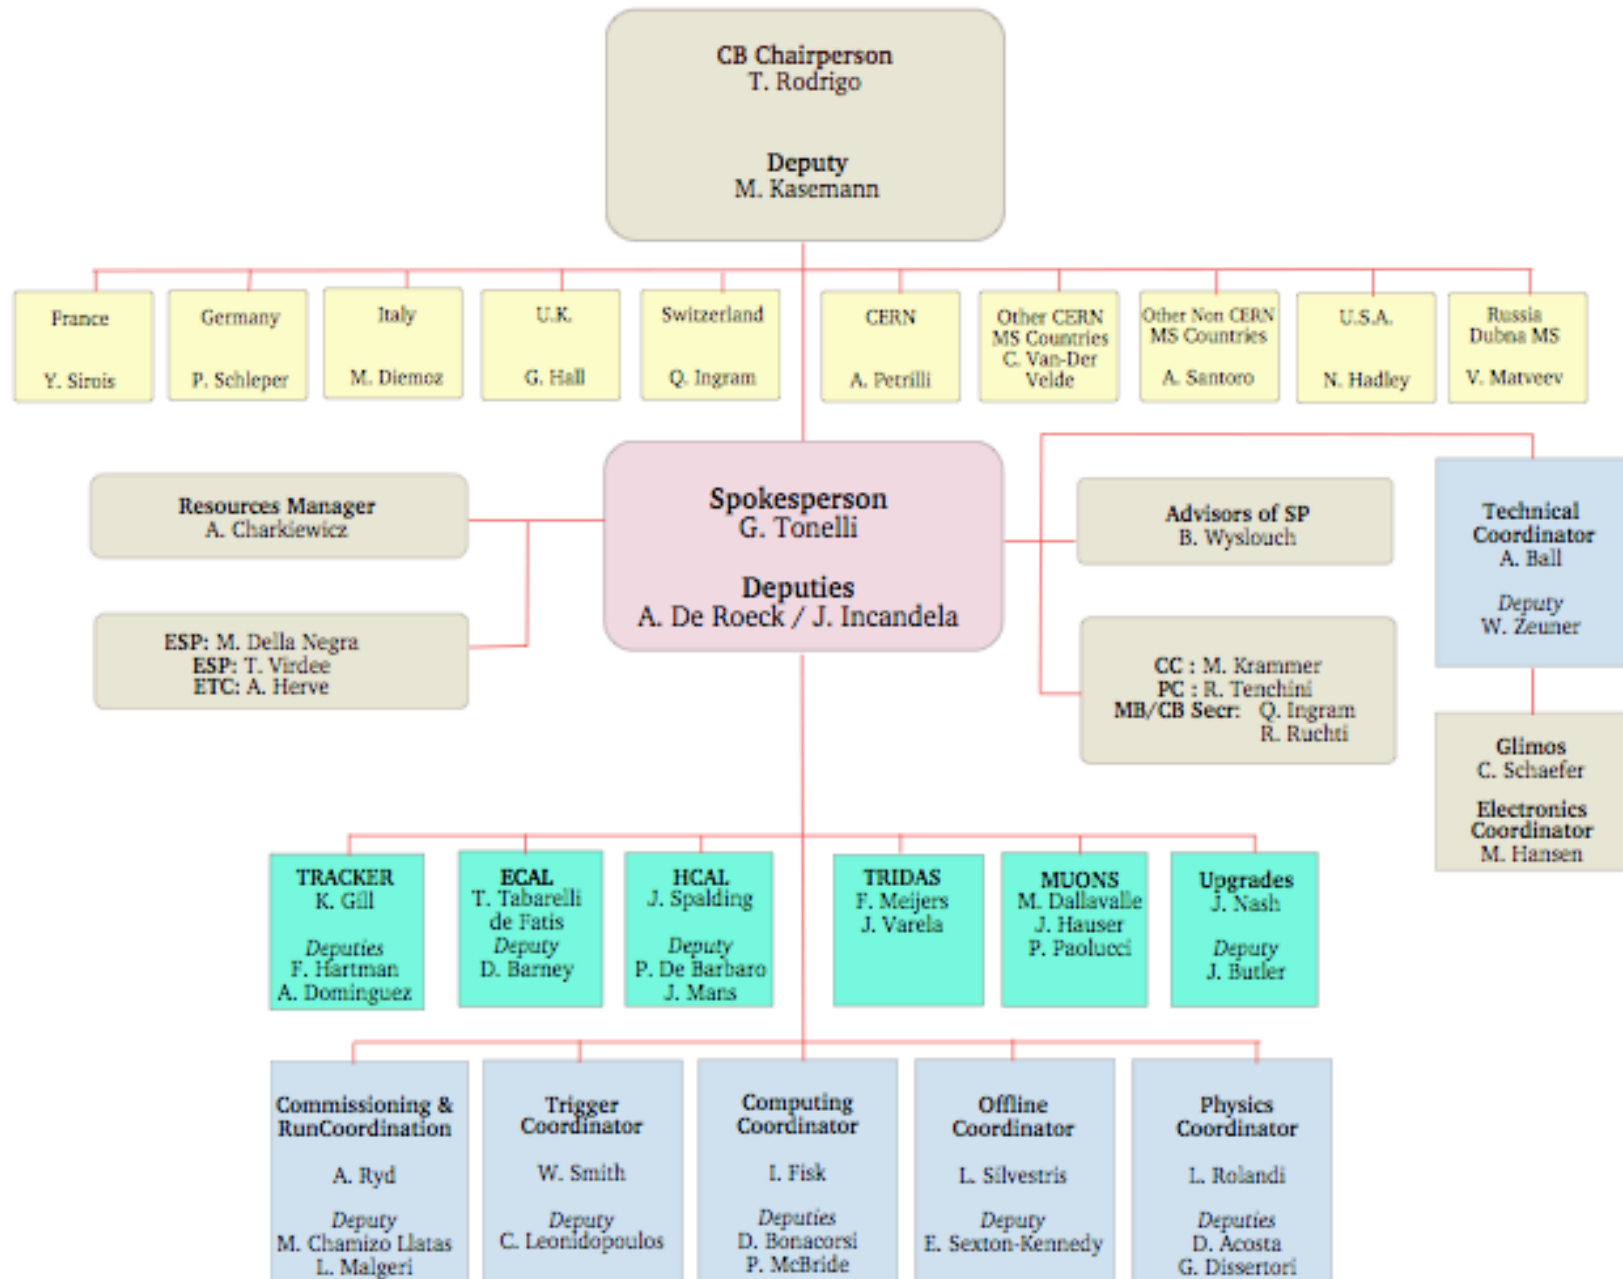 CB Chairperson
T. Rodrigo
Deputy
M. Kasemann
France
Y. Sirois
Germany
P. Schleper
Italy
M. Diemoz
U.K.
G. Hall
Switzerland
Q. Ingram
CERN
A. Petrilli
Other CERN
MS Countries
C. Van-Der
Velde
Other Non CERN
MS Countries
A. Santoro
U.S.A.
N. Hadley
Russia
Dubna MS
V. Matveev
Resources Manager
A. Charkiewicz
ESP: M. Della Negra
ESP: T. Virdee
ETC: A. Herve
Spokesperson
G. Tonelli
Deputies
A. De Roeck / J. Incandela
Advisors of SP
B. Wyslouch
CC : M. Krammer
PC : R. Tenchini
MB/CB Secr: Q. Ingram
R. Ruchti
Technical
Coordinator
A. Ball
Deputy
W. Zeuner
Glimos
C. Schaefer
Electronics
Coordinator
M. Hansen
TRACKER
K. Gill
Deputies
F. Hartman
A. Dominguez
ECAL
T. Tabarelli
de Fatis
Deputy
D. Barney
HCAL
J. Spalding
Deputy
P. De Barbaro
J. Mans
TRIDAS
F. Meijers
J. Varela
MUONS
M. Dallavalle
J. Hauser
P. Paolucci
Upgrades
J. Nash
Deputy
J. Butler
Commissioning &
RunCoordination
A. Ryd
Deputy
M. Chamizo Llatas
L. Malgeri
Trigger
Coordinator
W. Smith
Deputy
C. Leonidopoulos
Computing
Coordinator
I. Fisk
Deputies
D. Bonacorsi
P. McBride
Offline
Coordinator
L. Silvestris
Deputy
E. Sexton-Kennedy
Physics
Coordinator
L. Rolandi
Deputies
D. Acosta
G. Dissertori